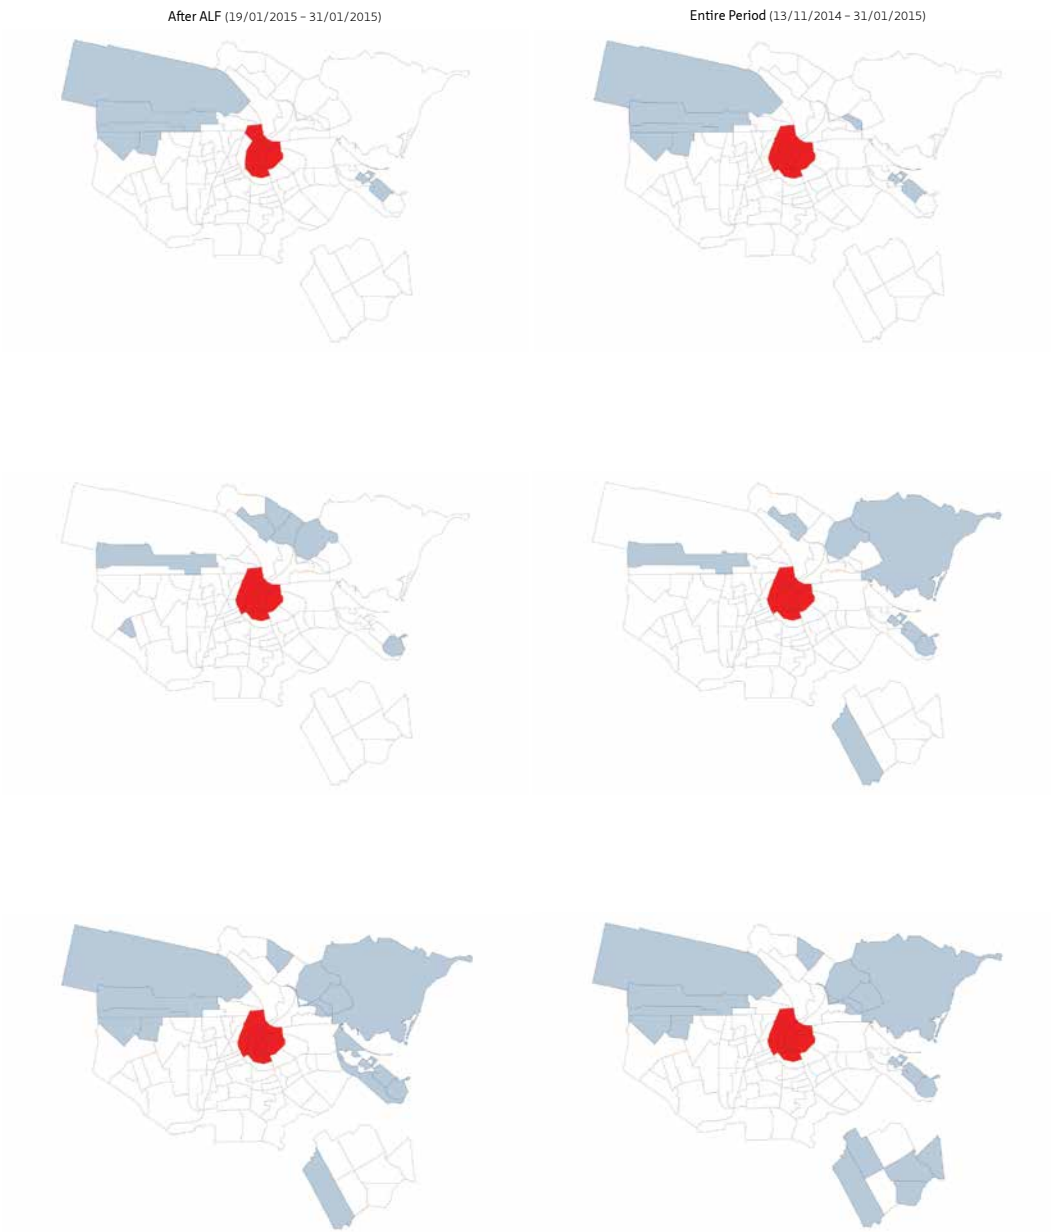 After ALF (19/01/2015 – 31/01/2015)
Entire Period (13/11/2014 – 31/01/2015)